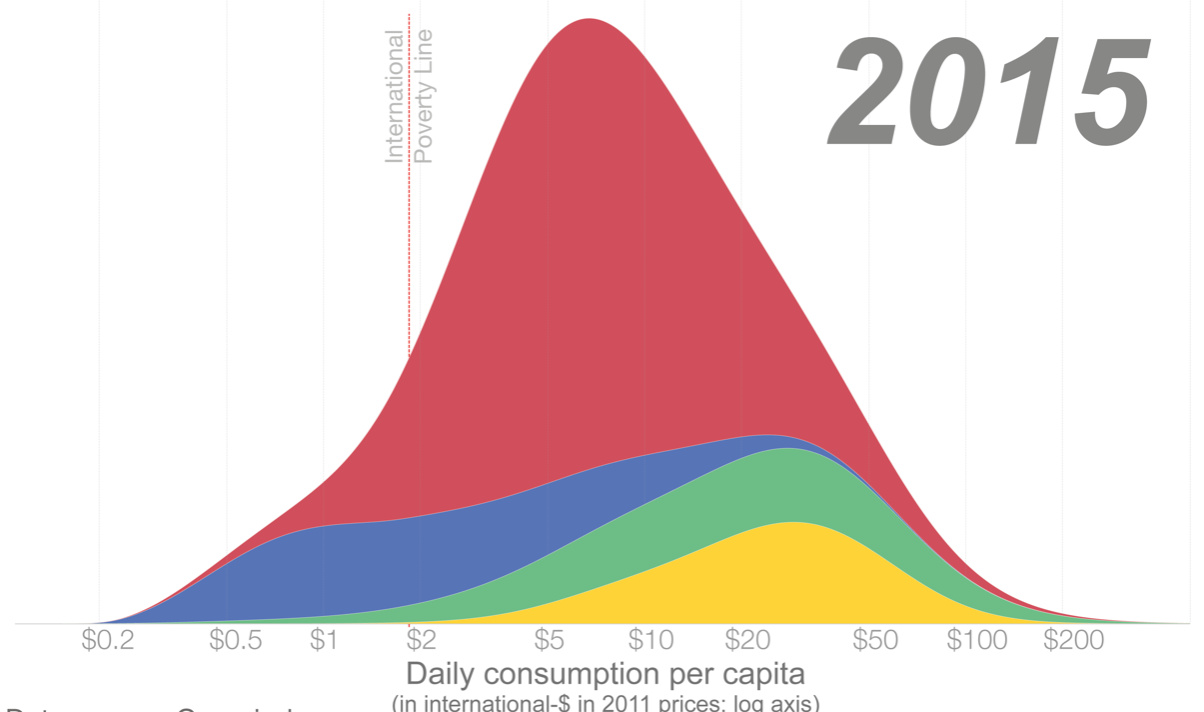 International
Poverty Line
2015
$0.2 $0.5 $1 $2 $5 $10 $20 $50 $100 $200
Daily consumption per capita
(in international-$ in 2011 prices; log axis)